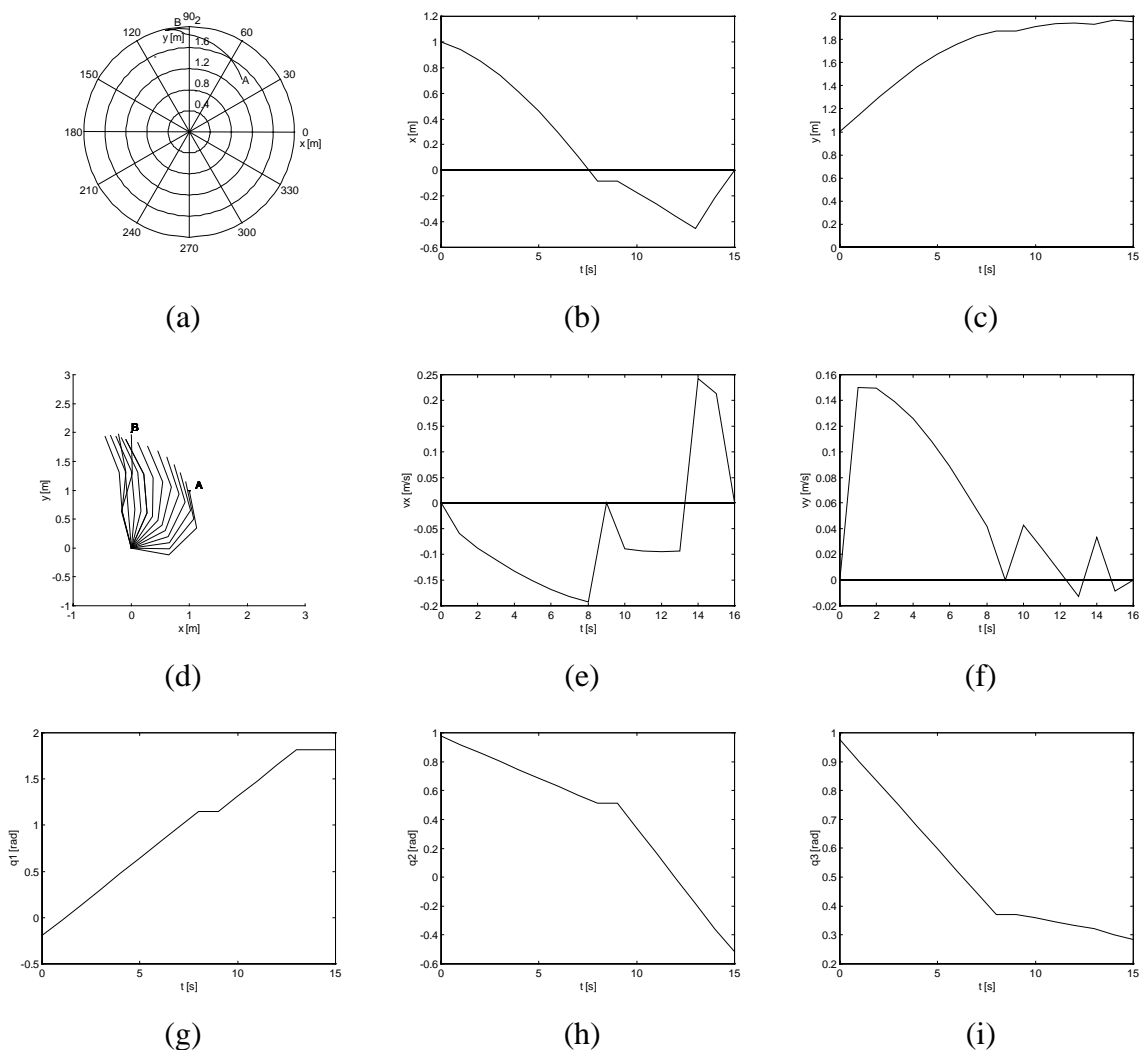 90 2
B
120 60
y [m] 1.6
1.2
150 30
0.8 A
0.4
180 0
x [m]
210 330
240 300
270
(a)
1.2
1
0.8
0.6
0.4
0.2
0
-0.2
-0.4
-0.6
x [m]
0 5 10 15
t [s]
(b)
2
1.8
1.6
1.4
1.2
1
0.8
0.6
0.4
0.2
0
y [m]
0 5 10 15
t [s]
(c)
3
2.5
2
1.5
1
0.5
0
-0.5
-1
y [m]
B
A
-1 0 1 2 3
x [m]
(d)
0.25
0.2
0.15
0.1
0.05
0
-0.05
-0.1
-0.15
-0.2
vx [m/s]
0 2 4 6 8 10 12 14 16
t [s]
(e)
0.16
0.14
0.12
0.1
0.08
0.06
0.04
0.02
0
-0.02
vy [m/s]
0 2 4 6 8 10 12 14 16
t [s]
(f)
2
1.5
1
0.5
0
-0.5
q1 [rad]
0 5 10 15
t [s]
(g)
1
0.8
0.6
0.4
0.2
0
-0.2
-0.4
-0.6
q2 [rad]
0 5 10 15
t [s]
(h)
1
0.9
0.8
0.7
0.6
0.5
0.4
0.3
0.2
q3 [rad]
0 5 10 15
t [s]
(i)